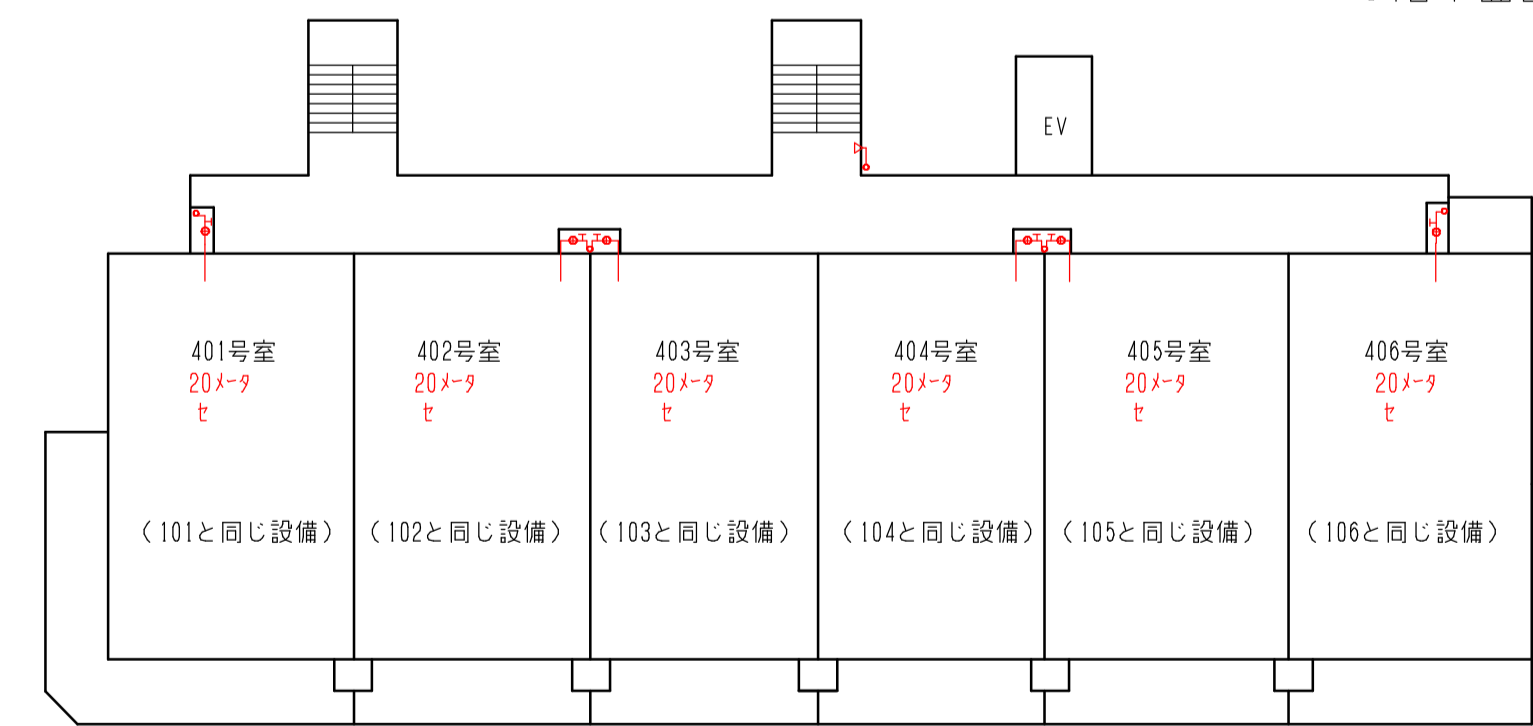 EV
401号室
20メータ
セ
402号室
20メータ
セ
403号室
20メータ
セ
404号室
20メータ
セ
405号室
20メータ
セ
406号室
20メータ
セ
（101と同じ設備）
（102と同じ設備）
（103と同じ設備）
（104と同じ設備）
（105と同じ設備）
（106と同じ設備）